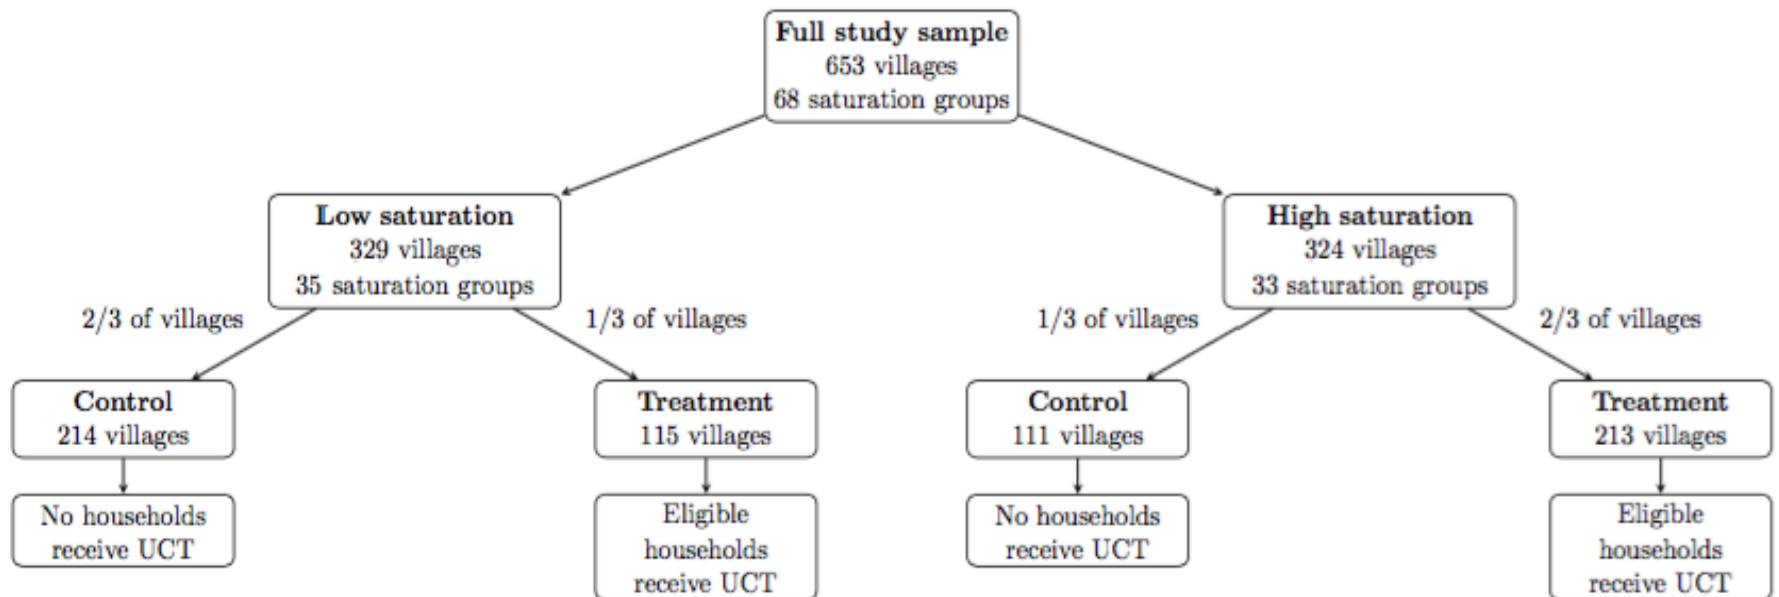 Full study sample
653 villages
68 saturation groups
Low saturation
329 villages
35 saturation groups
High saturation
324 villages
33 saturation groups
2/3 of villages
1/3 of villages
1/3 of villages
2/3 of villages
Control
214 villages
Treatment
115 villages
Control
111 villages
Treatment
213 villages
No households
receive UCT
Eligible
households
receive UCT
No households
receive UCT
Eligible
households
receive UCT